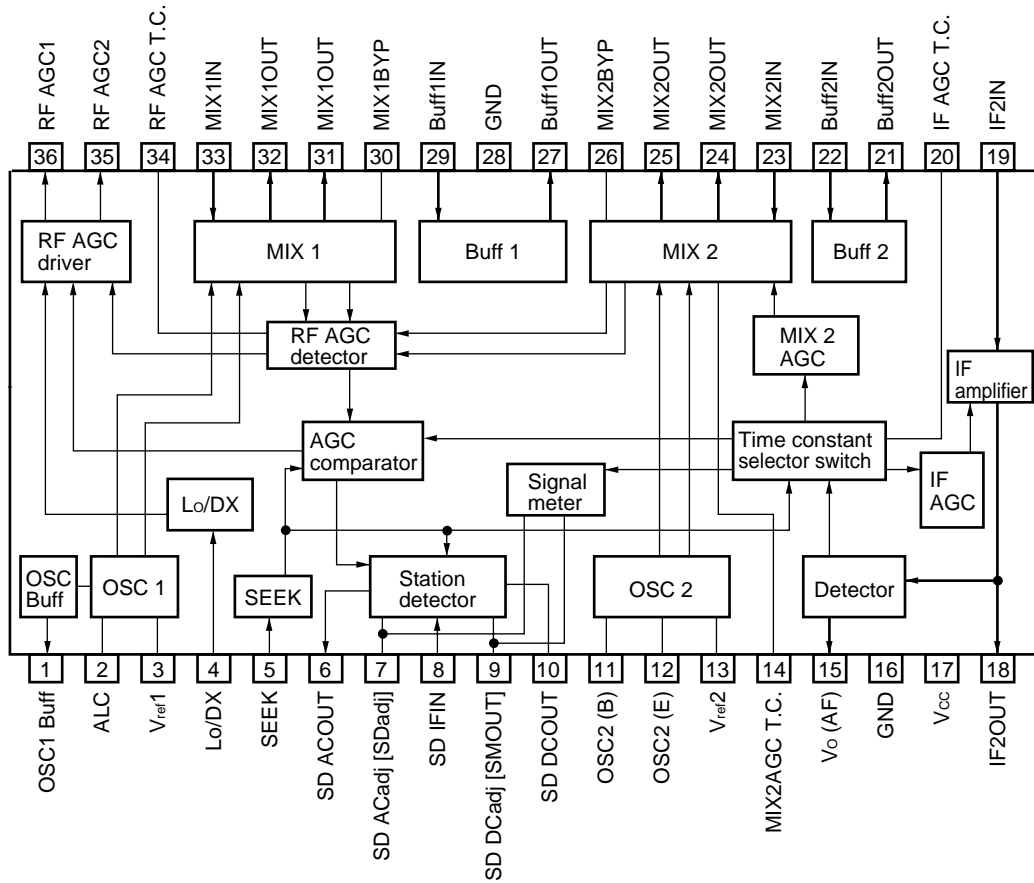 RF AGC1
RF AGC2
RF AGC T.C.
MIX1IN
MIX1OUT
MIX1OUT
MIX1BYP
Buff1IN
GND
Buff1OUT
MIX2BYP
MIX2OUT
MIX2OUT
MIX2IN
Buff2IN
Buff2OUT
IF AGC T.C.
IF2IN
36
35
34
33
32
31
30
29
28
27
26
25
24
23
22
21
20
19
RF AGC
driver
MIX 1
Buff 1
MIX 2
Buff 2
RF AGC
detector
MIX 2
AGC
IF
amplifier
AGC
comparator
Time constant
selector switch
Signal
meter
IF
AGC
LO/DX
OSC
Buff
OSC 1
SEEK
Station
detector
OSC 2
Detector
1
2
3
4
5
6
7
8
9
10
11
12
13
14
15
16
17
18
OSC1 Buff
ALC
Vref1
LO/DX
SEEK
SD ACOUT
SD ACadj [SDadj]
SD IFIN
SD DCadj [SMOUT]
SD DCOUT
OSC2 (B)
OSC2 (E)
Vref2
MIX2AGC T.C.
VO (AF)
GND
VCC
IF2OUT